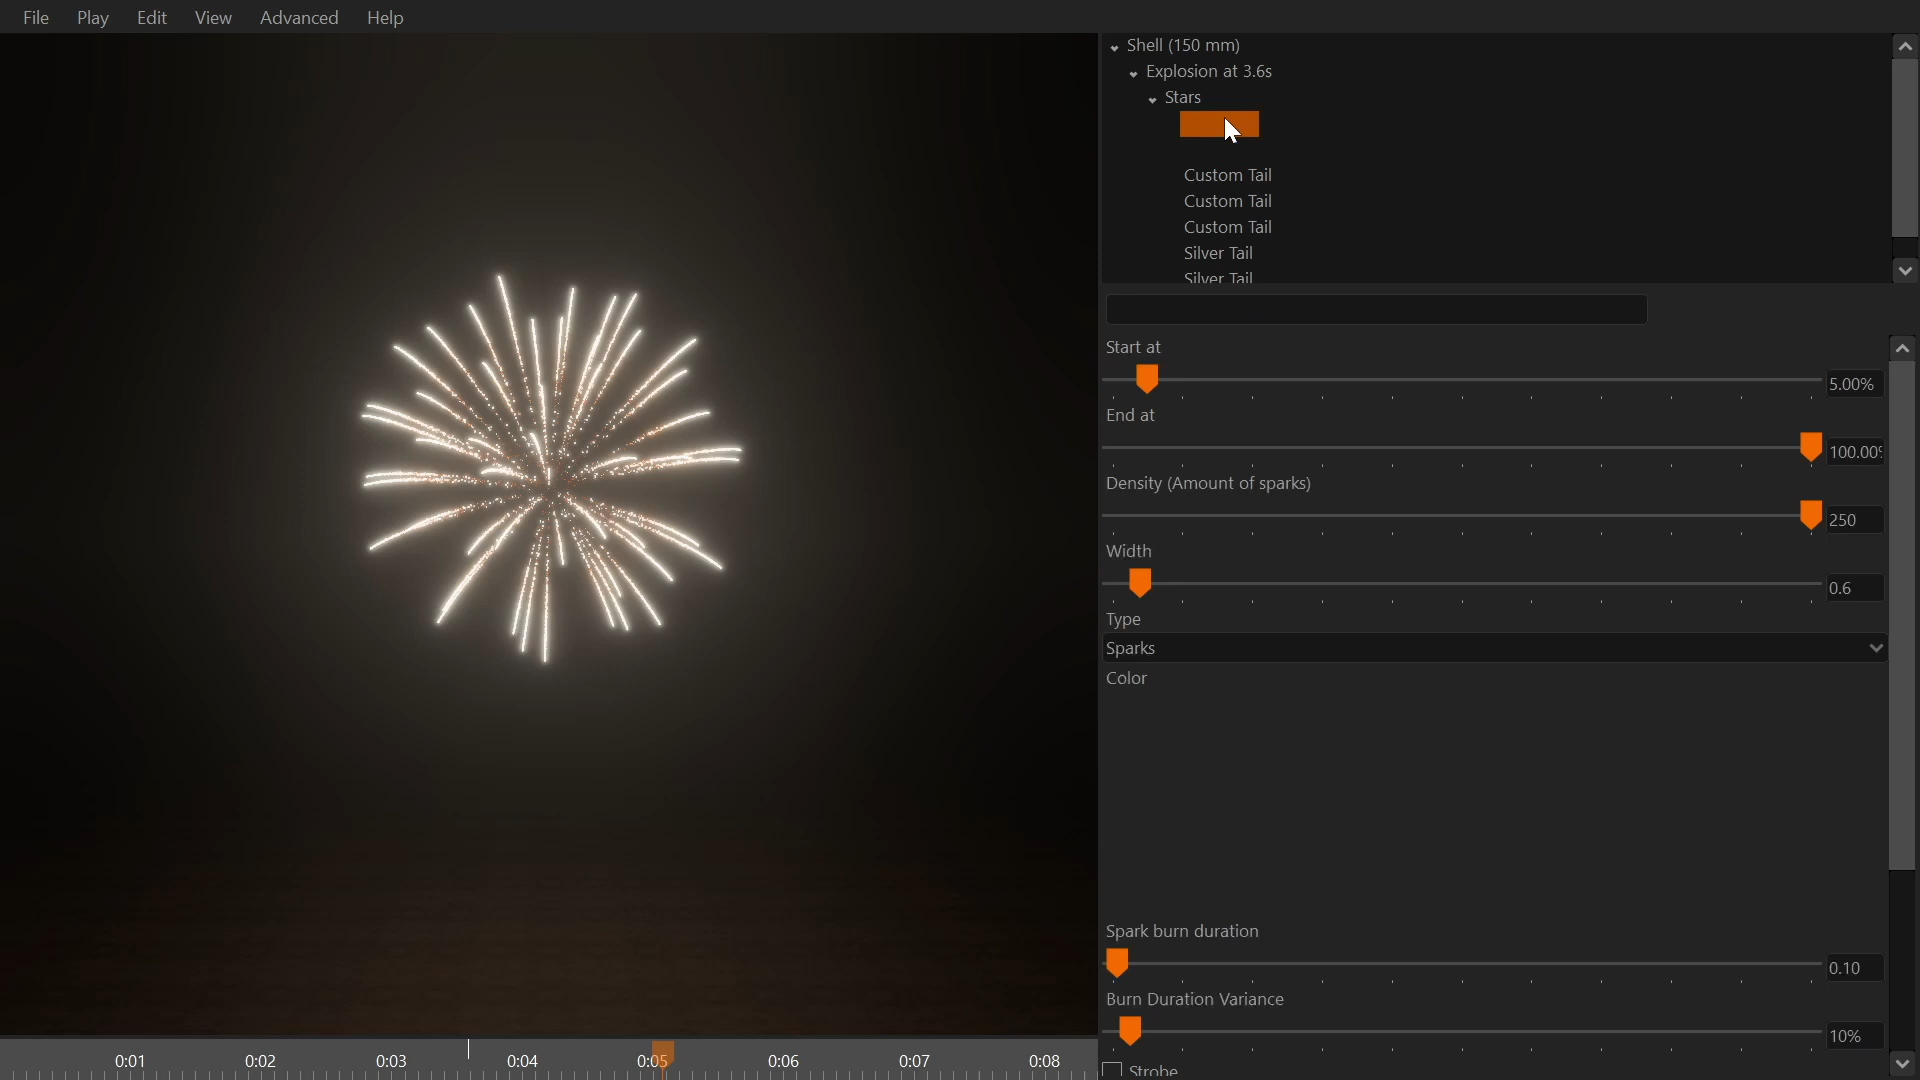 File Play Edit View Advanced Help
Shell (150 mm)
Explosion at 3.6s
Stars
Custom Tail
Custom Tail
Custom Tail
Silver Tail
Silver Tail
Start at
5.00%
End at
100.00%
Density (Amount of sparks)
250
Width
0.6
Type
Sparks
Color
Spark burn duration
0.10
Burn Duration Variance
10%
Strobe
0:01 0:02 0:03 0:04 0:05 0:06 0:07 0:08